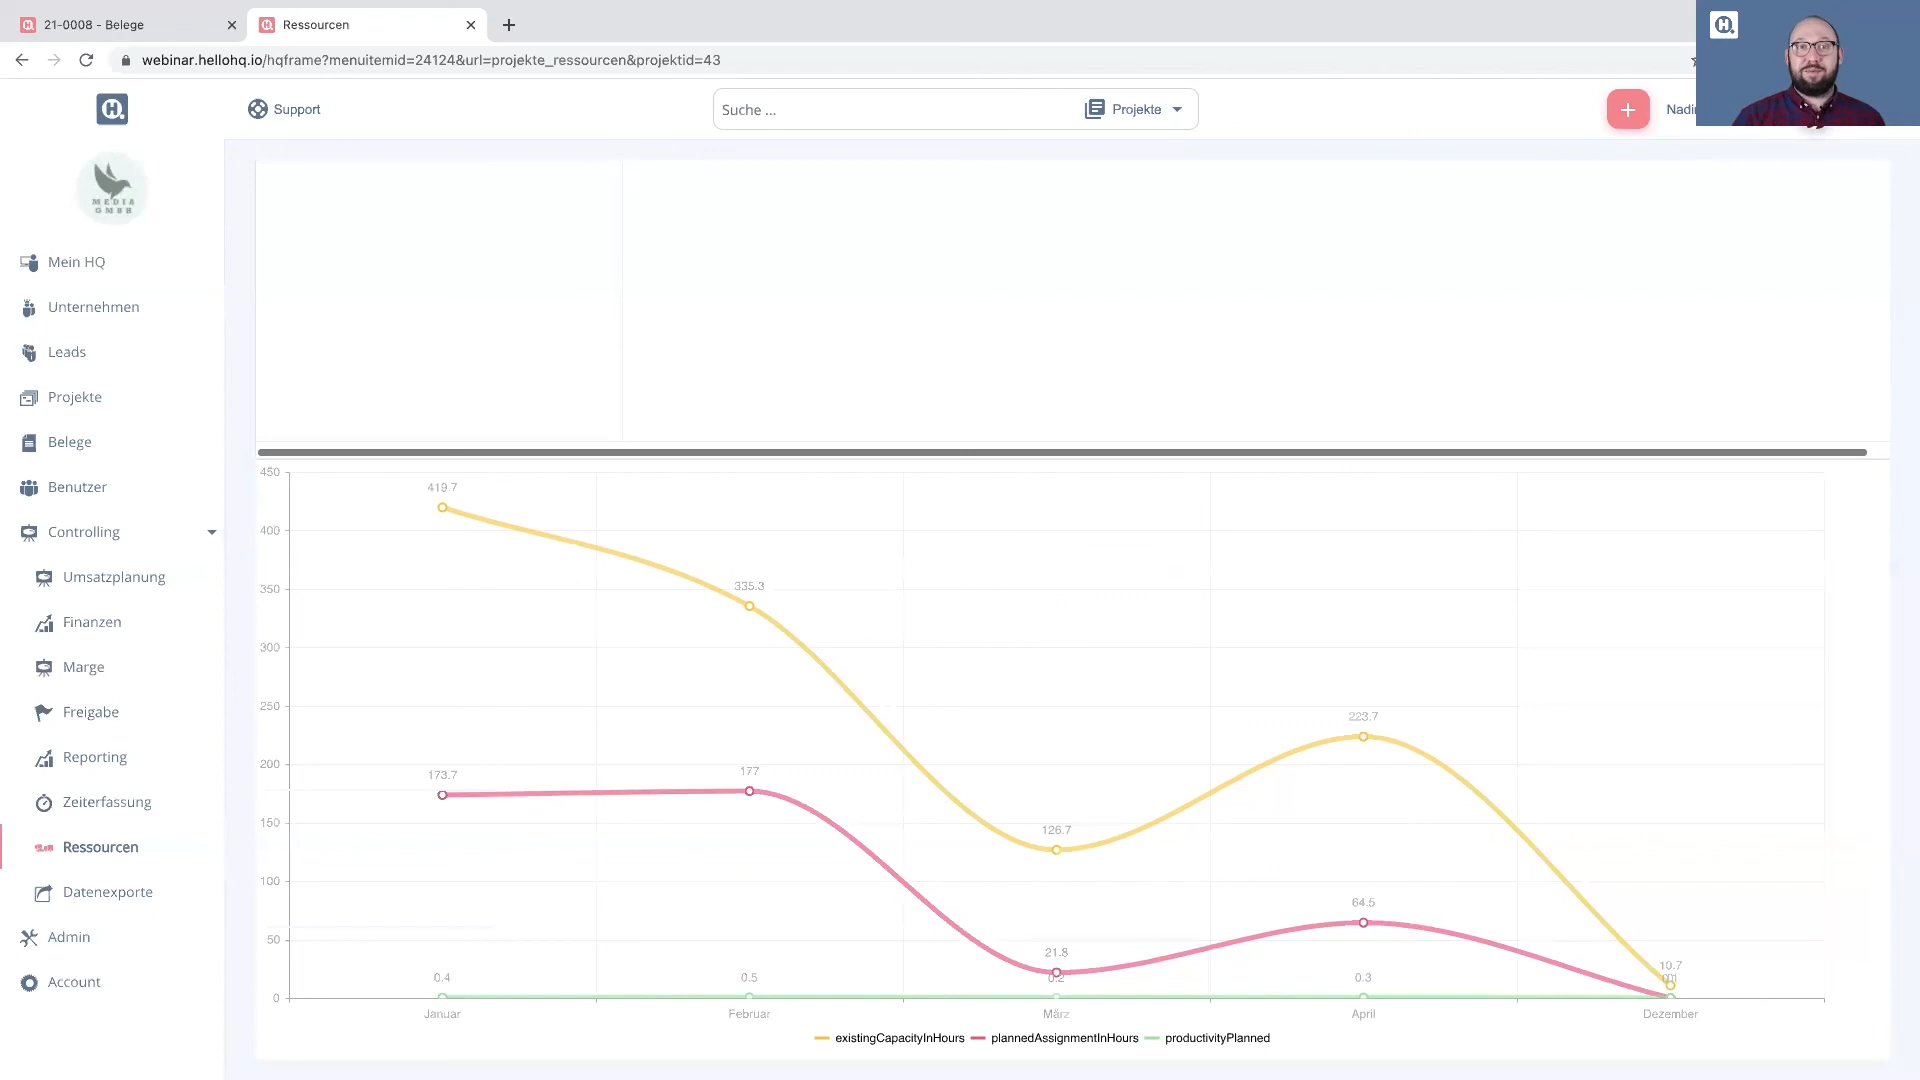 21-0008 - Belege
Ressourcen
webinar.hellohq.io/hqframe?menuitemid=24124&url=projekte_ressourcen&projektid=43
Support
Suche ...
Projekte
MEDIA
GMBH
Mein HQ
Unternehmen
Leads
Projekte
Belege
Benutzer
Controlling
Umsatzplanung
Finanzen
Marge
Freigabe
Reporting
Zeiterfassung
Ressourcen
Datenexporte
Admin
Account
450
400
350
300
250
200
150
100
50
0
419.7
335.3
126.7
223.7
10.7
173.7
177
21.8
64.5
0.4
0.5
0.2
0.3
Januar
Februar
März
April
Dezember
existingCapacityInHours
plannedAssignmentInHours
productivityPlanned